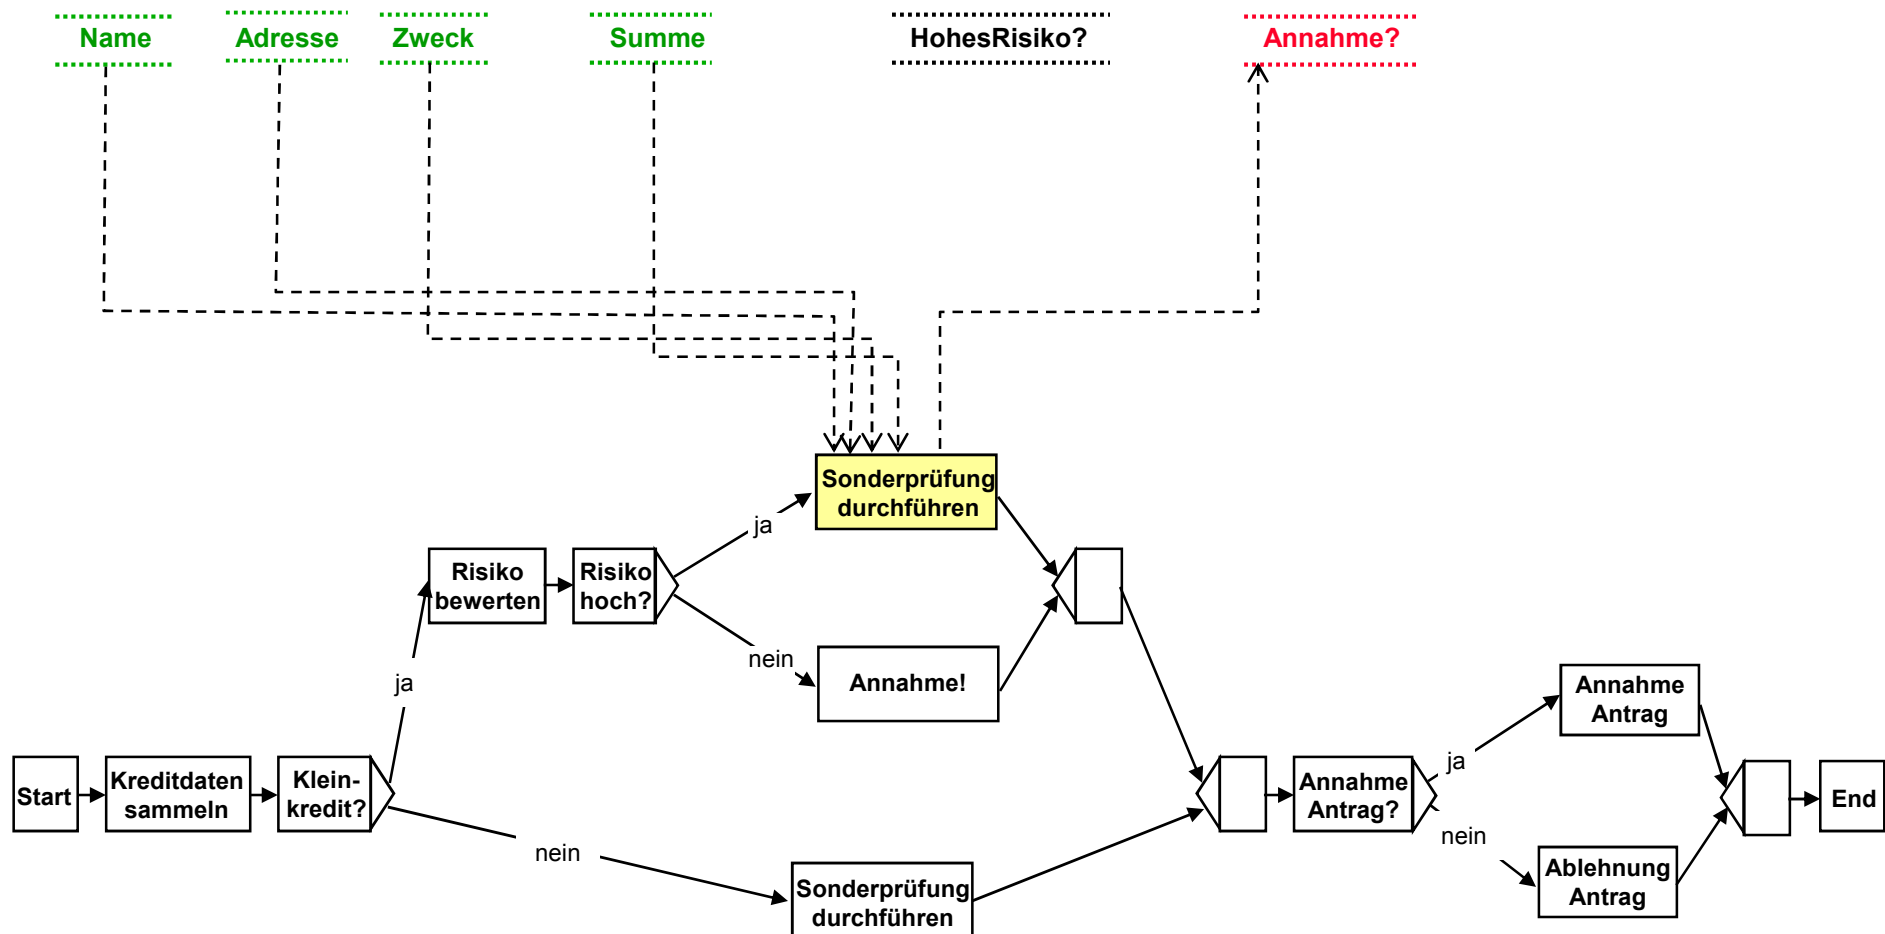 Name
Adresse
Zweck
Summe
HohesRisiko?
Annahme?
Sonderprüfung
durchführen
ja
Risiko
bewerten
Risiko
hoch?
nein
Annahme!
ja
Annahme
Antrag
Start
Kreditdaten
sammeln
Klein-
kredit?
Annahme
Antrag?
ja
End
nein
nein
Sonderprüfung
durchführen
Ablehnung
Antrag